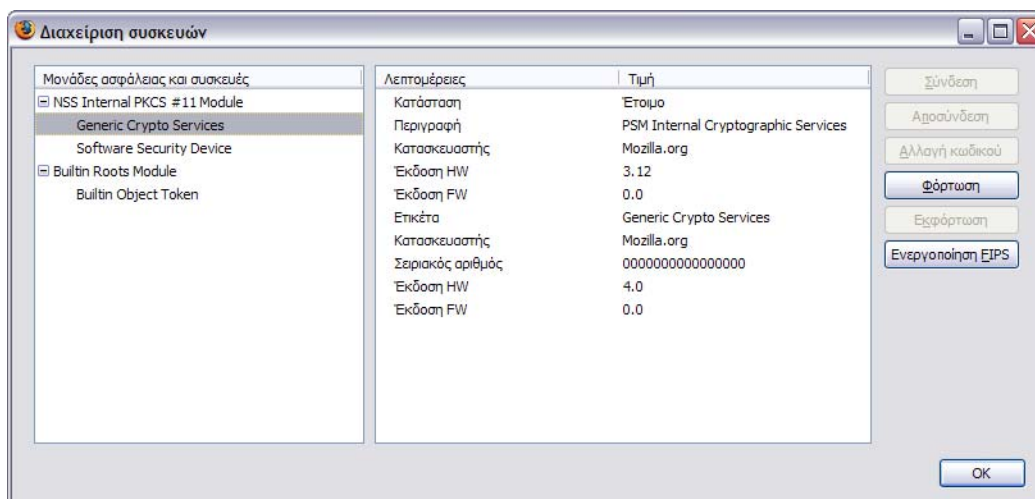 Διαχείριση συσκευών
Μονάδες ασφάλειας και συσκευές
NSS Internal PKCS #11 Module
Generic Crypto Services
Software Security Device
Builtin Roots Module
Builtin Object Token
Λεπτομέρειες Τιμή
Κατάσταση Έτοιμο
Περιγραφή PSM Internal Cryptographic Services
Κατασκευαστής Mozilla.org
Έκδοση HW 3.12
Έκδοση FW 0.0
Ετικέτα Generic Crypto Services
Κατασκευαστής Mozilla.org
Σειριακός αριθμός 0000000000000000
Έκδοση HW 4.0
Έκδοση FW 0.0
Σύνδεση
Αποσύνδεση
Αλλαγή κωδικού
Φόρτωση
Εκφόρτωση
Ενεργοποίηση FIPS
OK